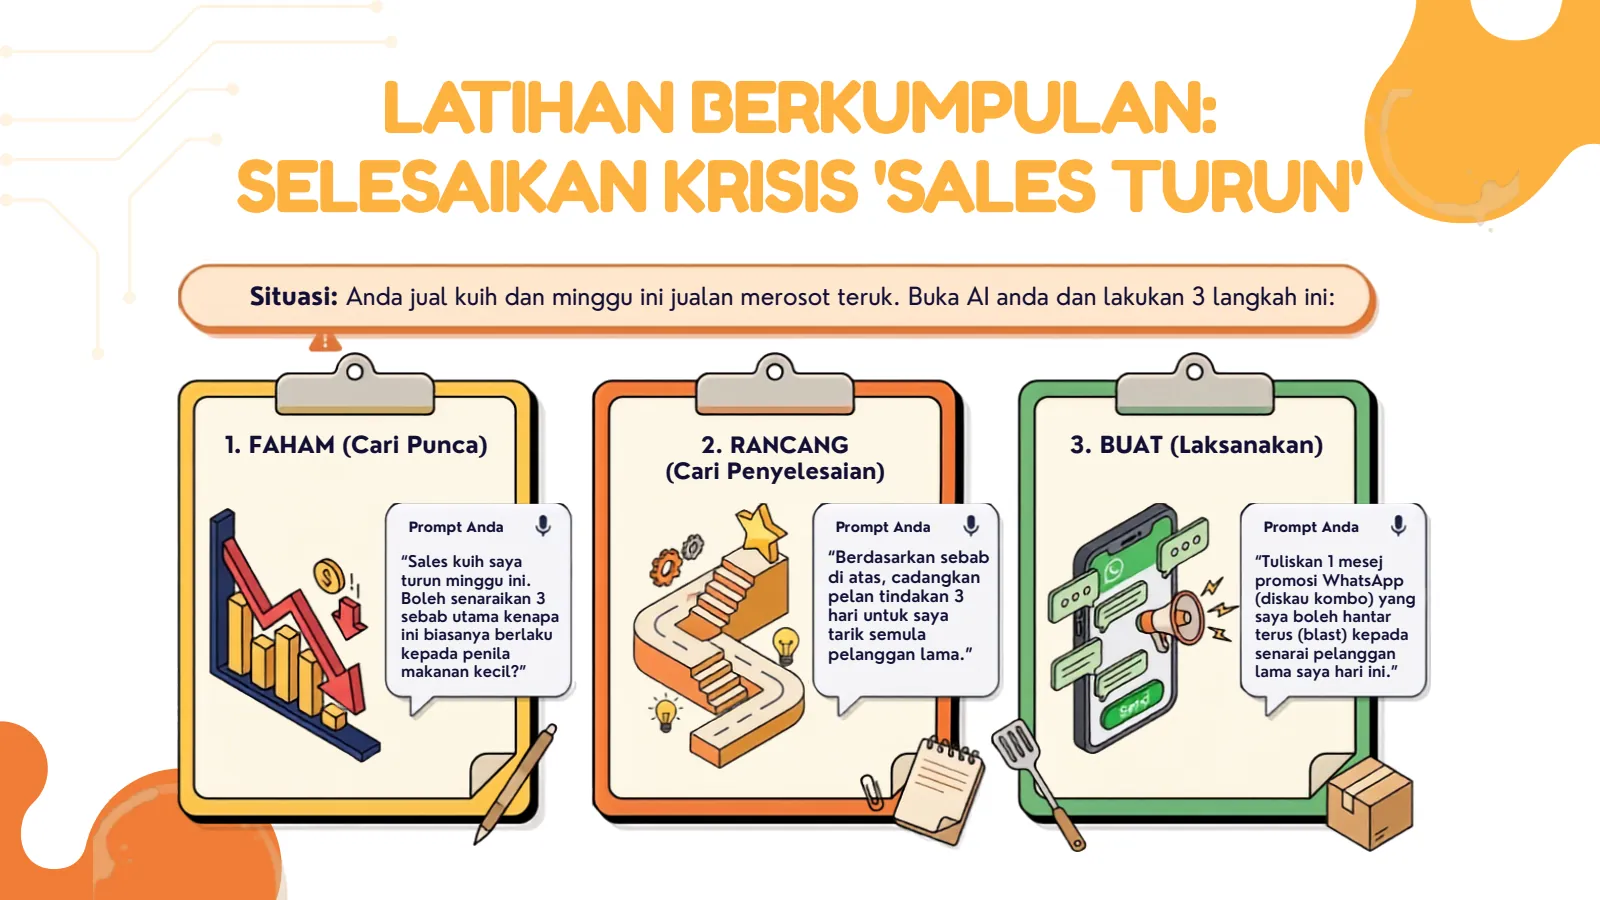 LATIHAN BERKUMPULAN:
SELESAIKAN KRISIS 'SALES TURUN'
Situasi: Anda jual kuih dan minggu ini jualan merosot teruk. Buka AI anda dan lakukan 3 langkah ini:
1. FAHAM (Cari Punca)
Prompt Anda
“Sales kuih saya
turun minggu ini.
Boleh senaraikan 3
sebab utama kenapa
ini biasanya berlaku
kepada penila
makanan kecil?”
2. RANCANG
(Cari Penyelesaian)
Prompt Anda
“Berdasarkan sebab
di atas, cadangkan
pelan tindakan 3
hari untuk saya
tarik semula
pelanggan lama.”
3. BUAT (Laksanakan)
Prompt Anda
“Tuliskan 1 mesej
promosi WhatsApp
(diskau kombo) yang
saya boleh hantar
terus (blast) kepada
senarai pelanggan
lama saya hari ini.”
Send